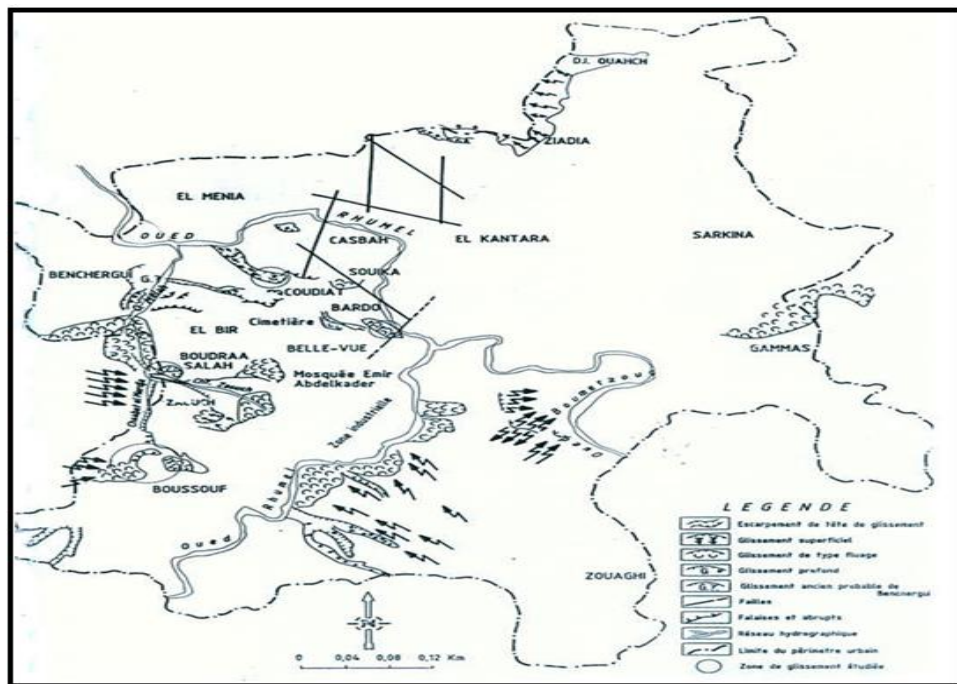 DJ. OUAHCH
ZIADIA
EL MENIA
OUED
RHUMEL
CASBAH
EL KANTARA
SARKINA
SOUIKA
BENCHERGUI
G.?
COUDIAT
BARDO
Cimetière
EL BIR
BELLE-VUE
GAMMAS
BOUDRAA
SALAH
Mosquée Emir
Abdelkader
Boumerzoug
Zone industrielle
BOUSSOUF
Rhumel
Oued
ZOUAGHI
0 0,04 0,08 0,12 Km
LEGENDE
Escarpement de tête de glissement
Glissement superficiel
Glissement de type fluage
G Glissement profond
G.? Glissement ancien probable de
Benchergui
Failles
Falaises et abrupts
Réseau hydrographique
Limite du périmètre urbain
Zone de glissement étudiée